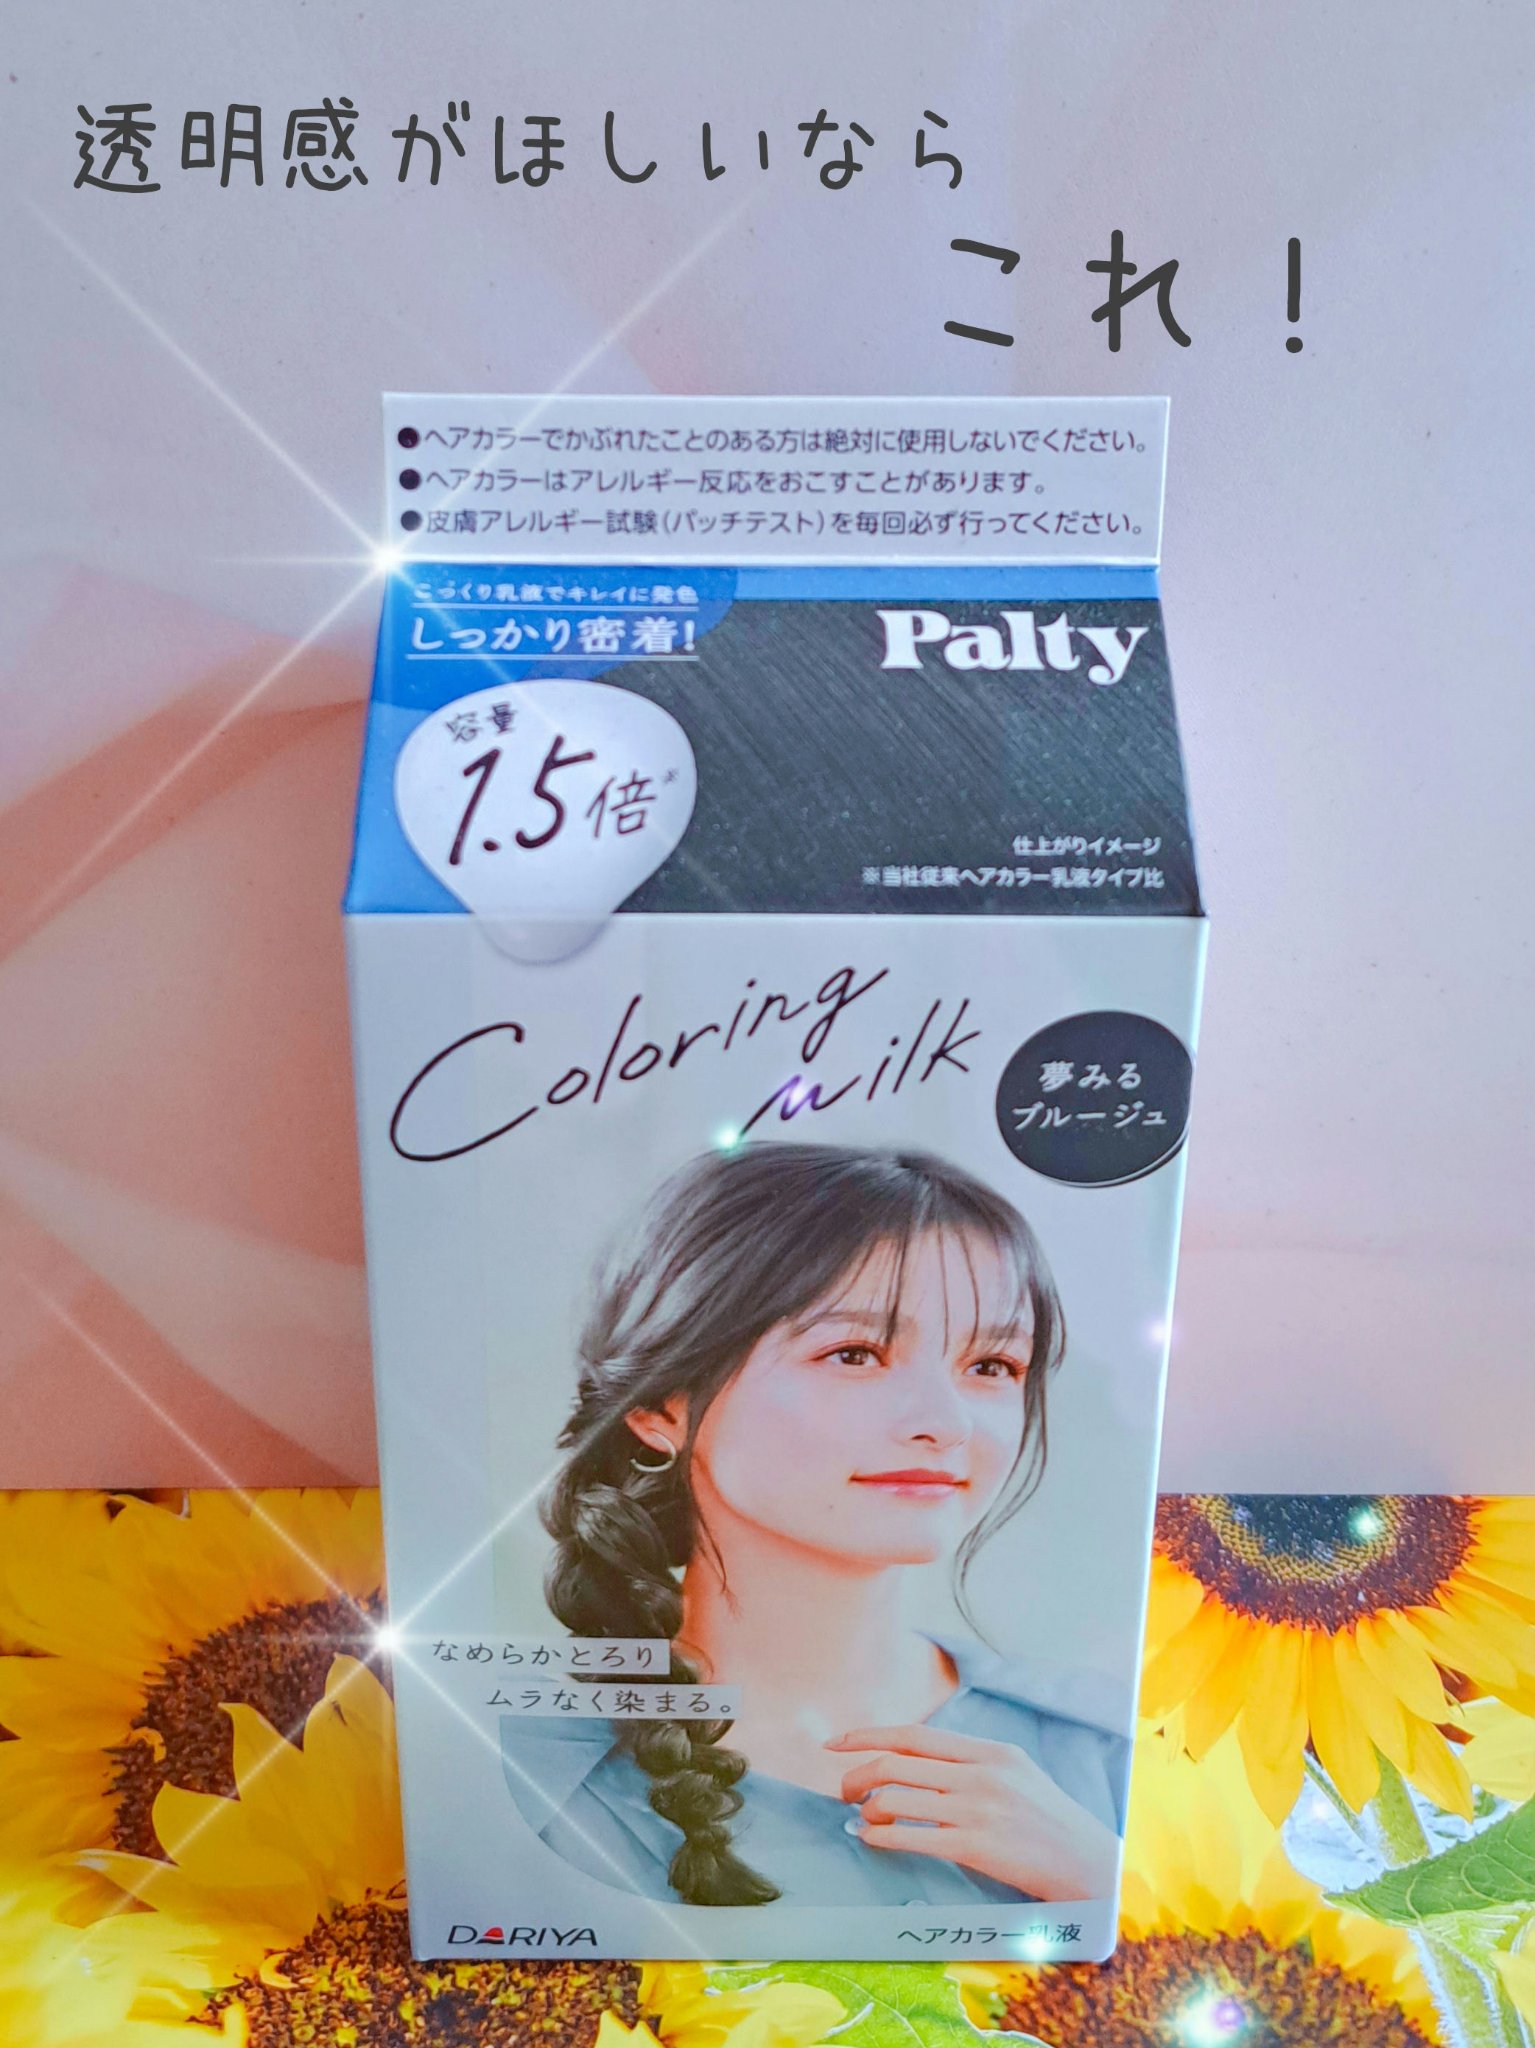 透明感がほしいなら
これ！
●ヘアカラーでかぶれたことのある方は絶対に使用しないでください。
●ヘアカラーはアレルギー反応をおこすことがあります。
●皮膚アレルギー試験（パッチテスト）を毎回必ず行ってください。
こっくり乳液でキレイに発色
しっかり密着！
Palty
容量
1.5倍※
仕上がりイメージ
※当社従来ヘアカラー乳液タイプ比
Coloring
milk
夢みる
ブルージュ
なめらかとろり
ムラなく染まる。
DARIYA
ヘアカラー乳液